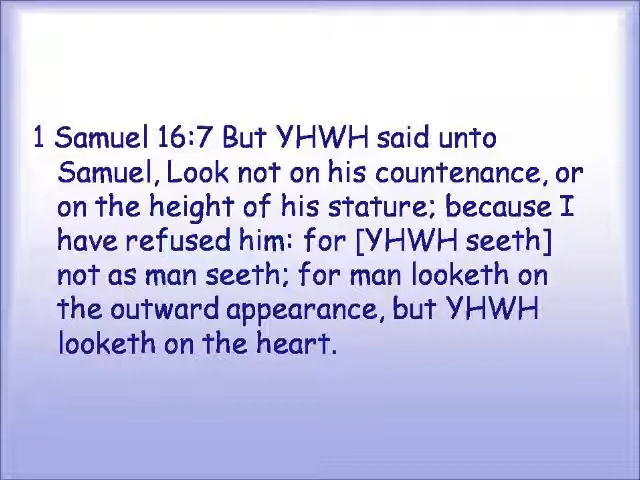 1 Samuel 16:7 But YHWH said unto
Samuel, Look not on his countenance, or
on the height of his stature; because I
have refused him: for [YHWH seeth]
not as man seeth; for man looketh on
the outward appearance, but YHWH
looketh on the heart.